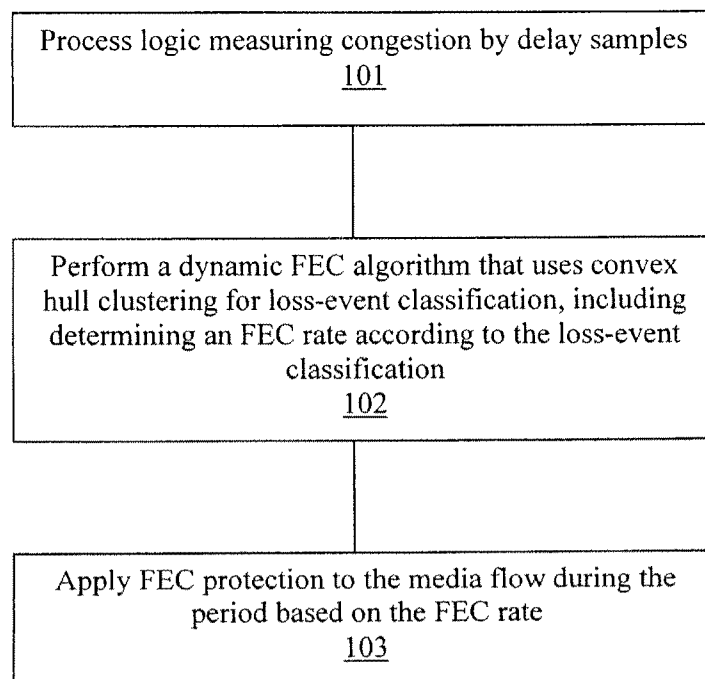 Process logic measuring congestion by delay samples
101
Perform a dynamic FEC algorithm that uses convex
hull clustering for loss-event classification, including
determining an FEC rate according to the loss-event
classification
102
Apply FEC protection to the media flow during the
period based on the FEC rate
103